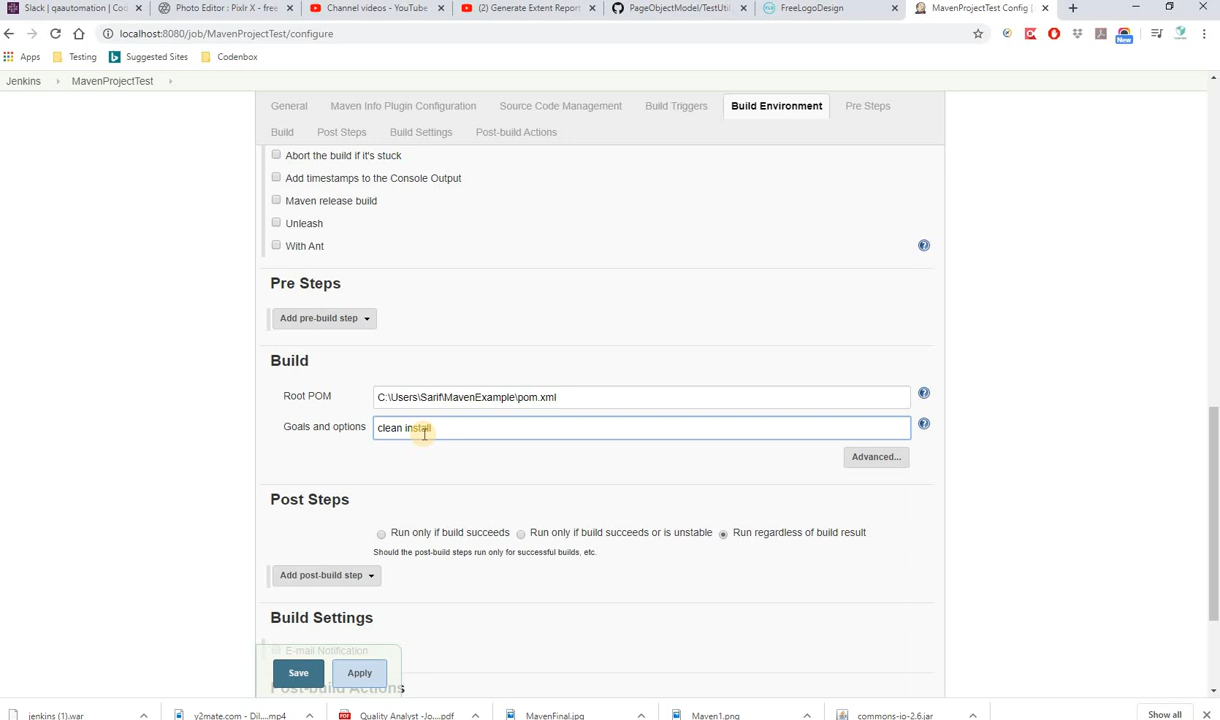 Slack | qaautomation | Cod
Photo Editor : Pixlr X - free
Channel videos - YouTube
(2) Generate Extent Report
PageObjectModel/TestUtil
FreeLogoDesign
MavenProjectTest Config [
localhost:8080/job/MavenProjectTest/configure
New
Apps
Testing
Suggested Sites
Codenbox
Jenkins
MavenProjectTest
General
Maven Info Plugin Configuration
Source Code Management
Build Triggers
Build Environment
Pre Steps
Build
Post Steps
Build Settings
Post-build Actions
Abort the build if it's stuck
Add timestamps to the Console Output
Maven release build
Unleash
With Ant
Pre Steps
Add pre-build step
Build
Root POM
C:\Users\Sarif\MavenExample\pom.xml
Goals and options
clean install
Advanced...
Post Steps
Run only if build succeeds
Run only if build succeeds or is unstable
Run regardless of build result
Should the post-build steps run only for successful builds, etc.
Add post-build step
Build Settings
E-mail Notification
Save
Apply
Post-build Actions
jenkins (1).war
y2mate.com - Dil....mp4
Quality Analyst -Jo....pdf
MavenFinal.jpg
Maven1.png
commons-io-2.6.jar
Show all